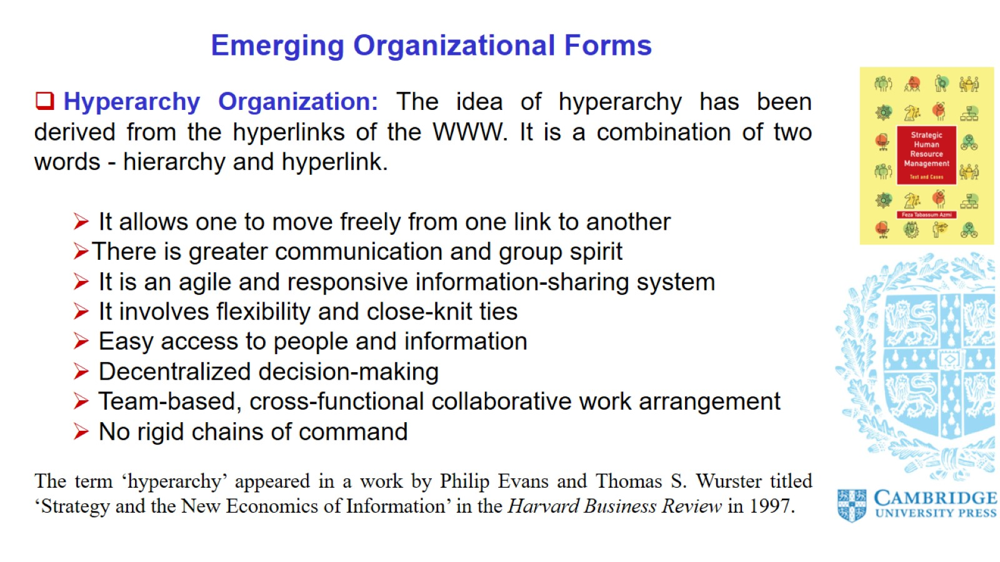 Emerging Organizational Forms
Hyperarchy Organization: The idea of hyperarchy has been
derived from the hyperlinks of the WWW. It is a combination of two
words - hierarchy and hyperlink.
It allows one to move freely from one link to another
There is greater communication and group spirit
It is an agile and responsive information-sharing system
It involves flexibility and close-knit ties
Easy access to people and information
Decentralized decision-making
Team-based, cross-functional collaborative work arrangement
No rigid chains of command
The term ‘hyperarchy’ appeared in a work by Philip Evans and Thomas S. Wurster titled
‘Strategy and the New Economics of Information’ in the Harvard Business Review in 1997.
Strategic
Human
Resource
Management
Text and Cases
Feza Tabassum Azmi
CAMBRIDGE
UNIVERSITY PRESS